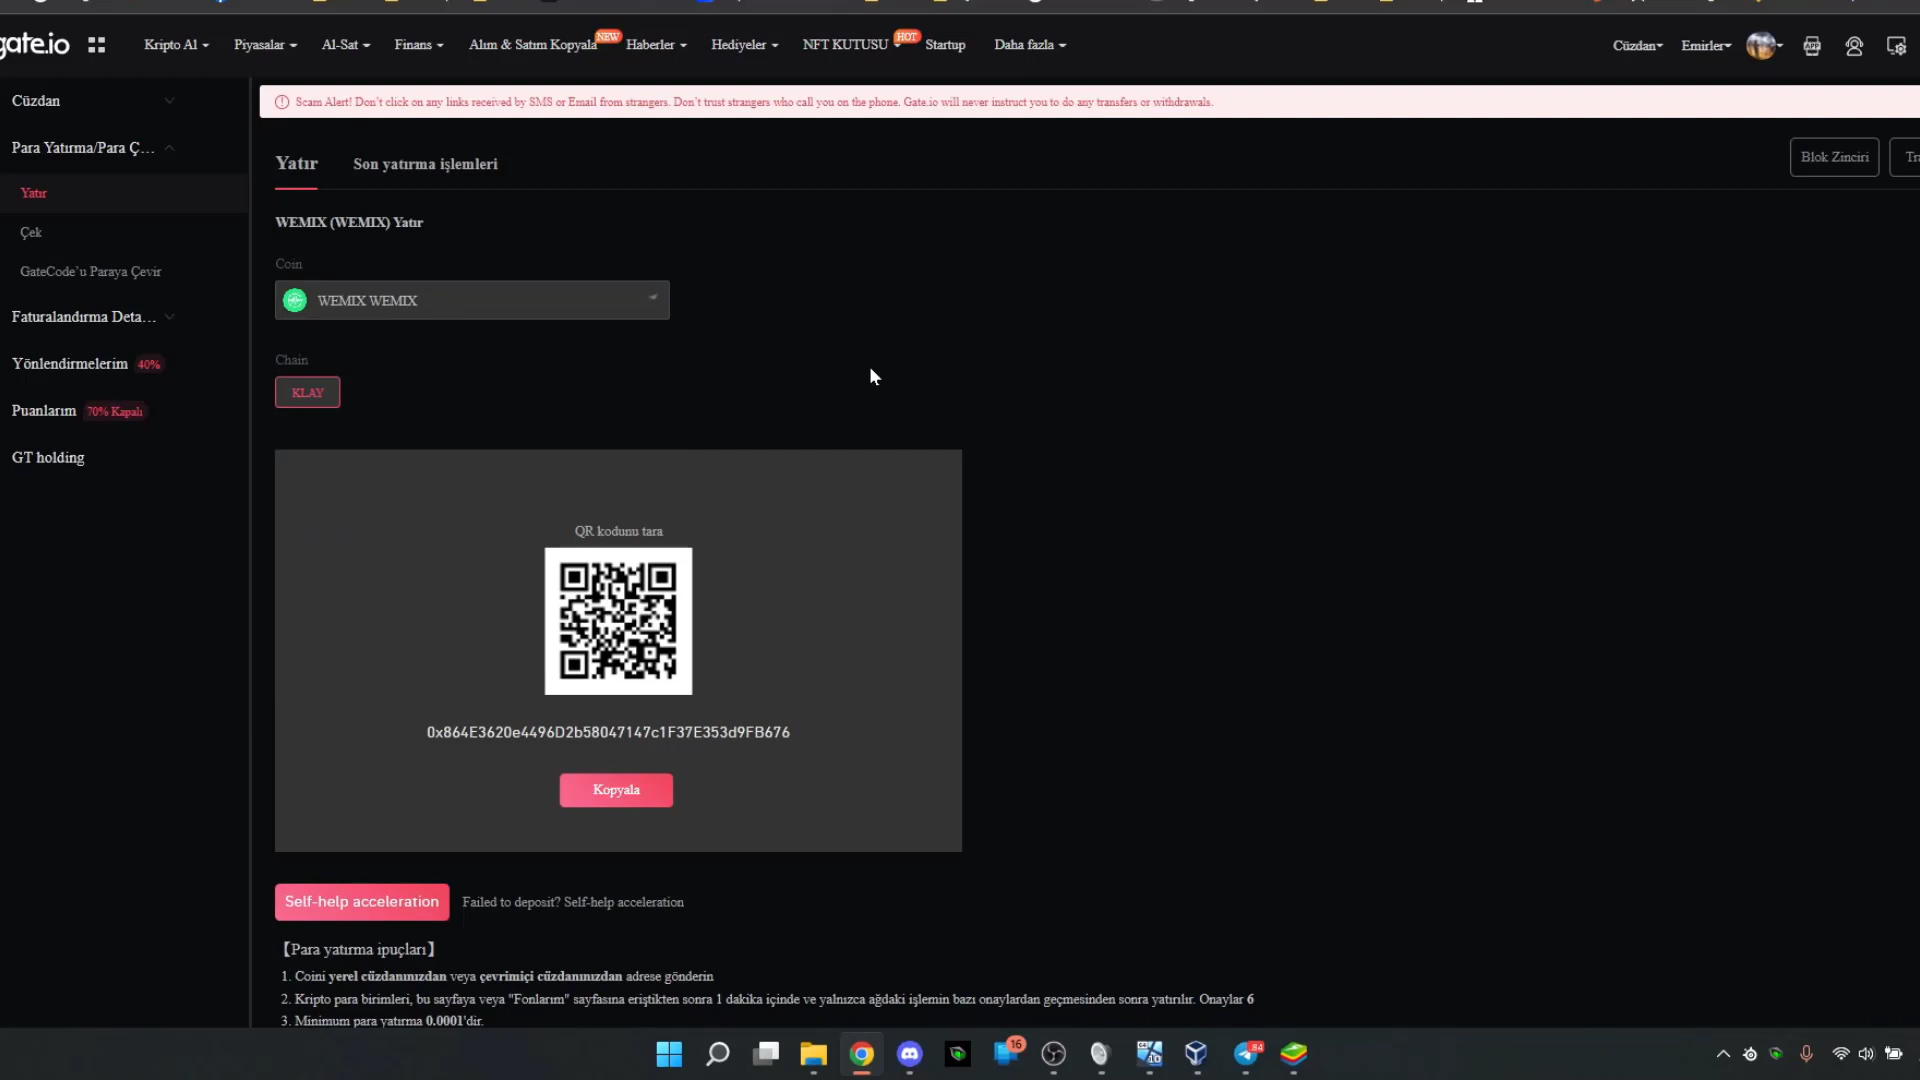 gate.io
Kripto Al
Piyasalar
Al-Sat
Finans
Alım & Satım Kopyala
NEW
Haberler
Hediyeler
NFT KUTUSU
HOT
Startup
Daha fazla
Cüzdan
Emirler
APP
Cüzdan
Para Yatırma/Para Ç...
Yatır
Çek
GateCode'u Paraya Çevir
Faturalandırma Deta...
Yönlendirmelerim 40%
Puanlarım 70% Kapalı
GT holding
Scam Alert! Don't click on any links received by SMS or Email from strangers. Don't trust strangers who call you on the phone. Gate.io will never instruct you to do any transfers or withdrawals.
Yatır
Son yatırma işlemleri
Blok Zinciri
WEMIX (WEMIX) Yatır
Coin
WEMIX WEMIX
Chain
KLAY
QR kodunu tara
0x864E3620e4496D2b58047147c1F37E353d9FB676
Kopyala
Self-help acceleration
Failed to deposit? Self-help acceleration
【Para yatırma ipuçları】
1. Coini yerel cüzdanınızdan veya çevrimiçi cüzdanınızdan adrese gönderin
2. Kripto para birimleri, bu sayfaya veya "Fonlarım" sayfasına eriştikten sonra 1 dakika içinde ve yalnızca ağdaki işlemin bazı onaylardan geçmesinden sonra yatırılır. Onaylar 6
3. Minimum para yatırma 0.0001'dir.
16
84